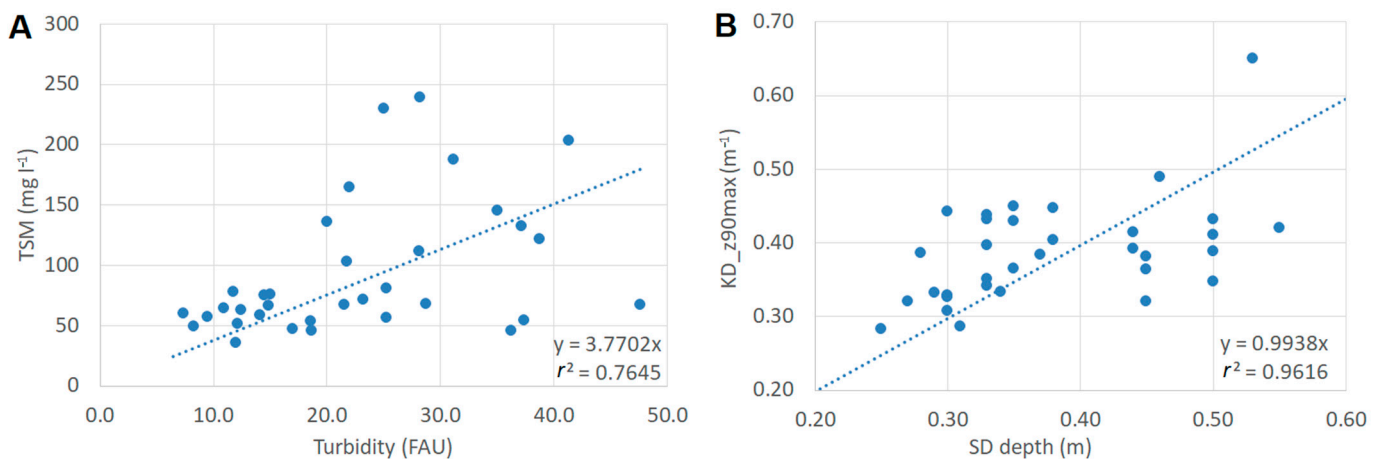 A
TSM (mg l⁻¹)
300
250
200
150
100
50
0
0.0 10.0 20.0 30.0 40.0 50.0
Turbidity (FAU)
y = 3.7702x
r² = 0.7645
B
KD_z90max (m⁻¹)
0.70
0.60
0.50
0.40
0.30
0.20
0.20 0.30 0.40 0.50 0.60
SD depth (m)
y = 0.9938x
r² = 0.9616